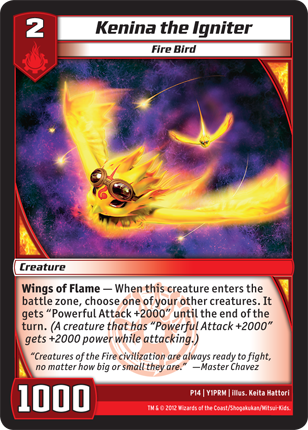 2
Kenina the Igniter
Fire Bird
Creature
Wings of Flame — When this creature enters the
battle zone, choose one of your other creatures. It
gets "Powerful Attack +2000" until the end of the
turn. (A creature that has "Powerful Attack +2000"
gets +2000 power while attacking.)
"Creatures of the Fire civilization are always ready to fight,
no matter how big or small they are." —Master Chavez
1000
P14 | Y1PRM | illus. Keita Hattori
TM & © 2012 Wizards of the Coast/Shogakukan/Mitsui-Kids.